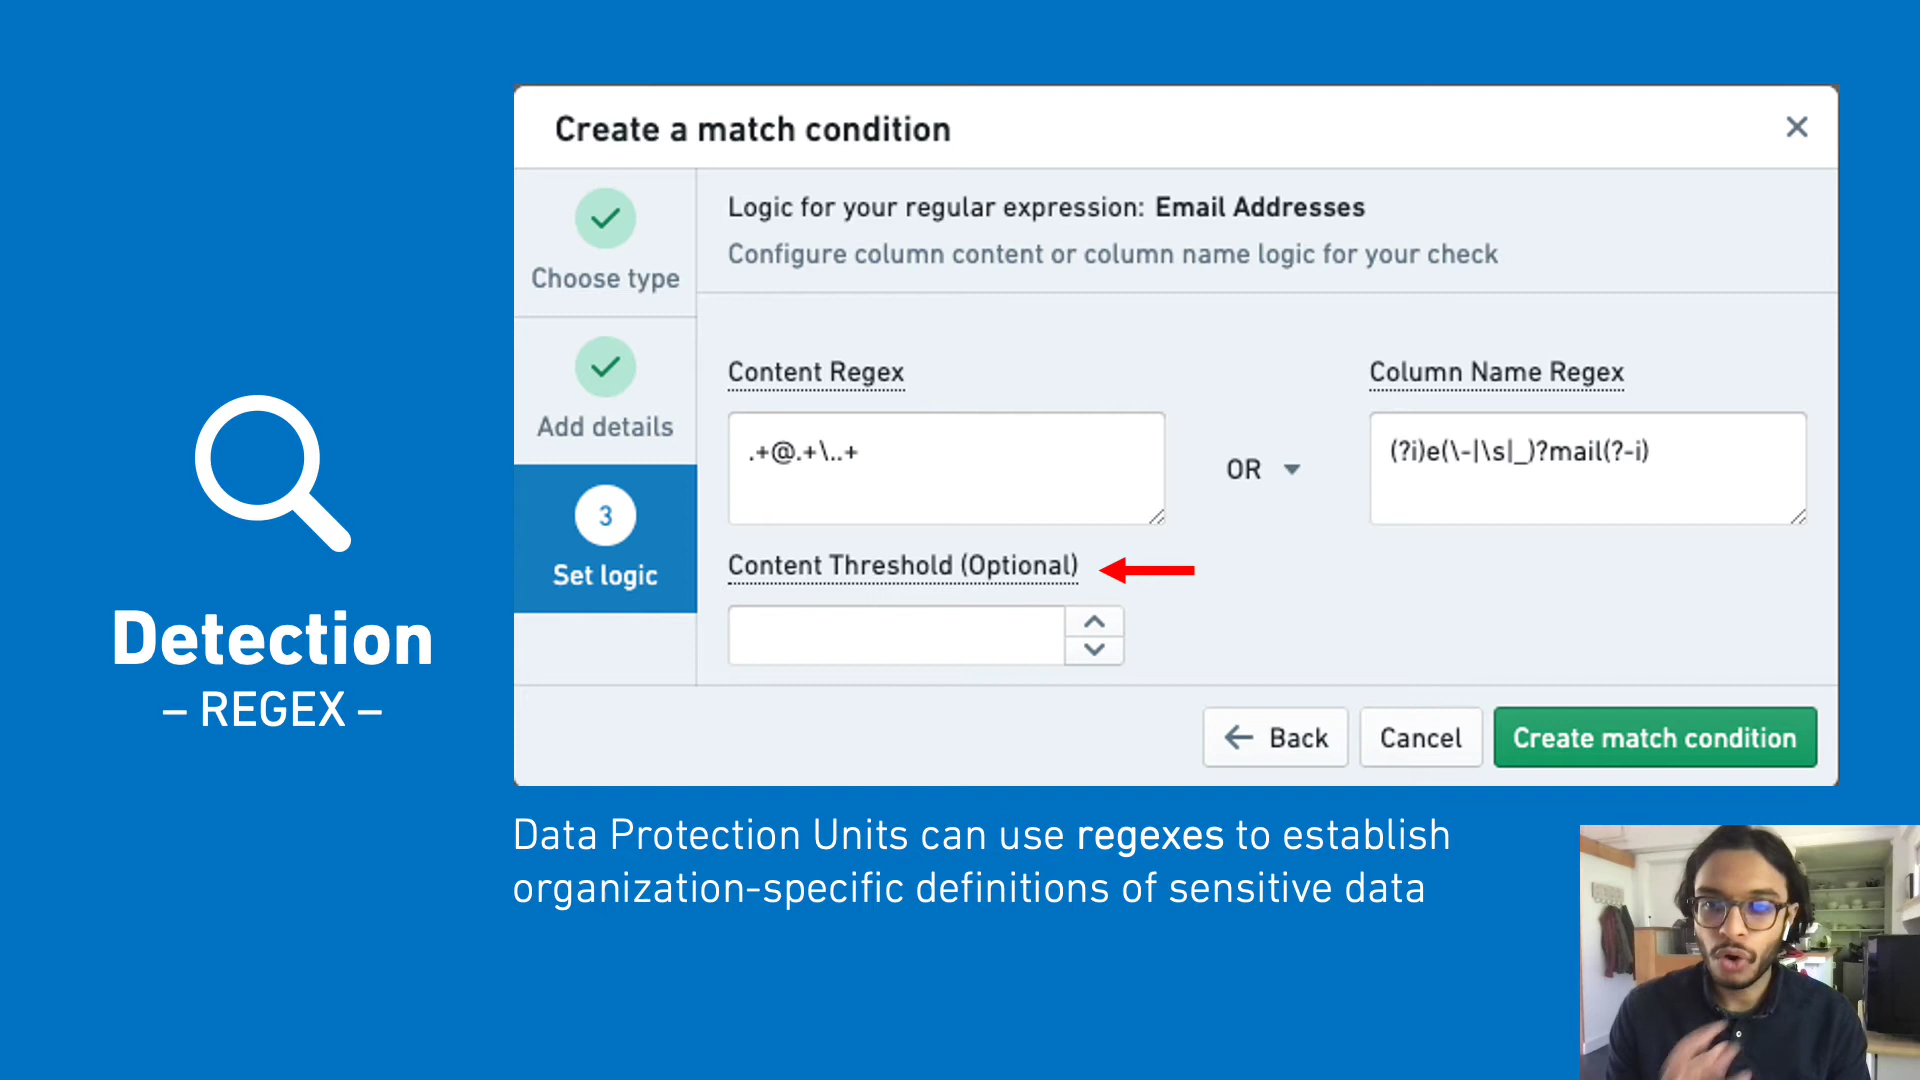 Create a match condition
Choose type
Add details
3
Set logic
Logic for your regular expression: Email Addresses
Configure column content or column name logic for your check
Content Regex
.+@.+\..+
OR
Column Name Regex
(?i)e(\-|\s|_)?mail(?-i)
Content Threshold (Optional)
Back
Cancel
Create match condition
Detection
– REGEX –
Data Protection Units can use regexes to establish
organization-specific definitions of sensitive data